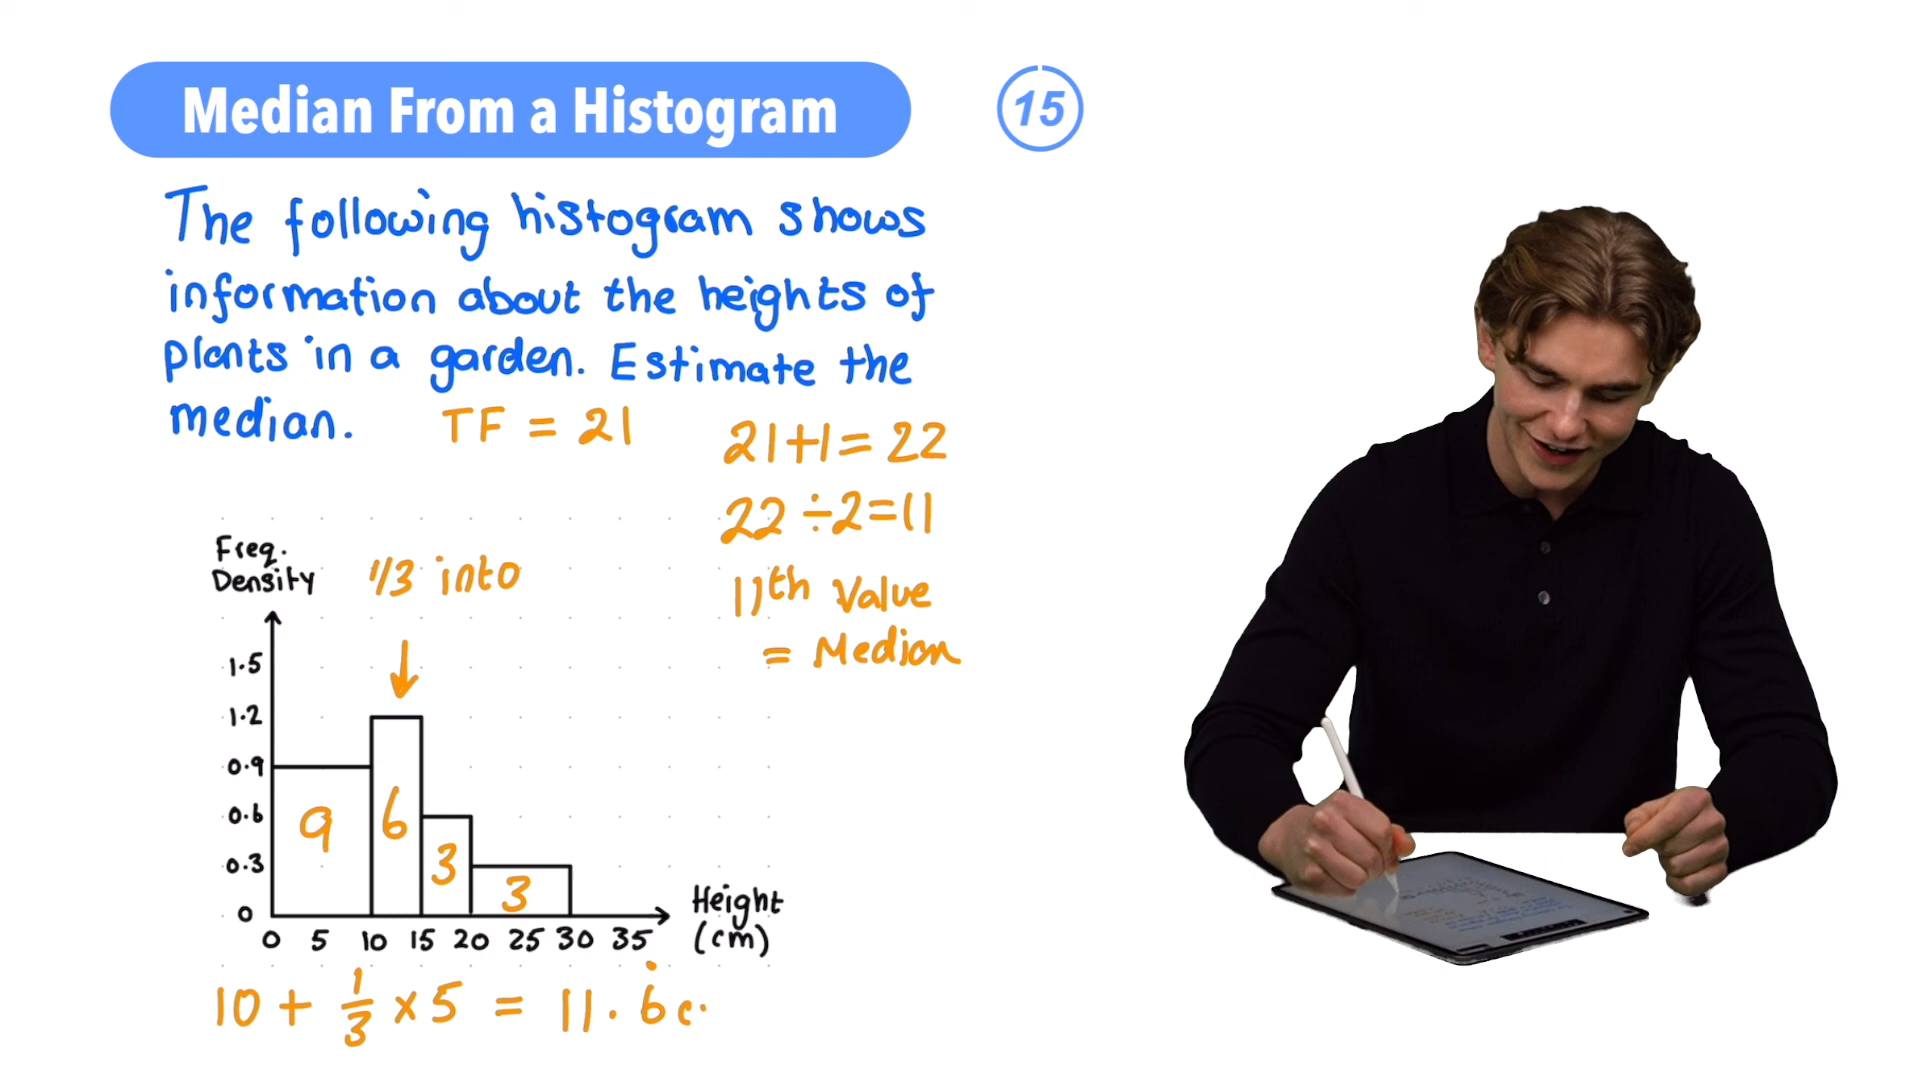 Median From a Histogram
15
The following histogram shows
information about the heights of
plants in a garden. Estimate the
median.
TF = 21
21+1=22
22÷2=11
11th Value
= Median
Freq.
Density
1/3 into
1.5
1.2
0.9
0.6
0.3
0
9
6
3
3
0 5 10 15 20 25 30 35
Height
(cm)
10 + 1/3 × 5 = 11.6̇ c